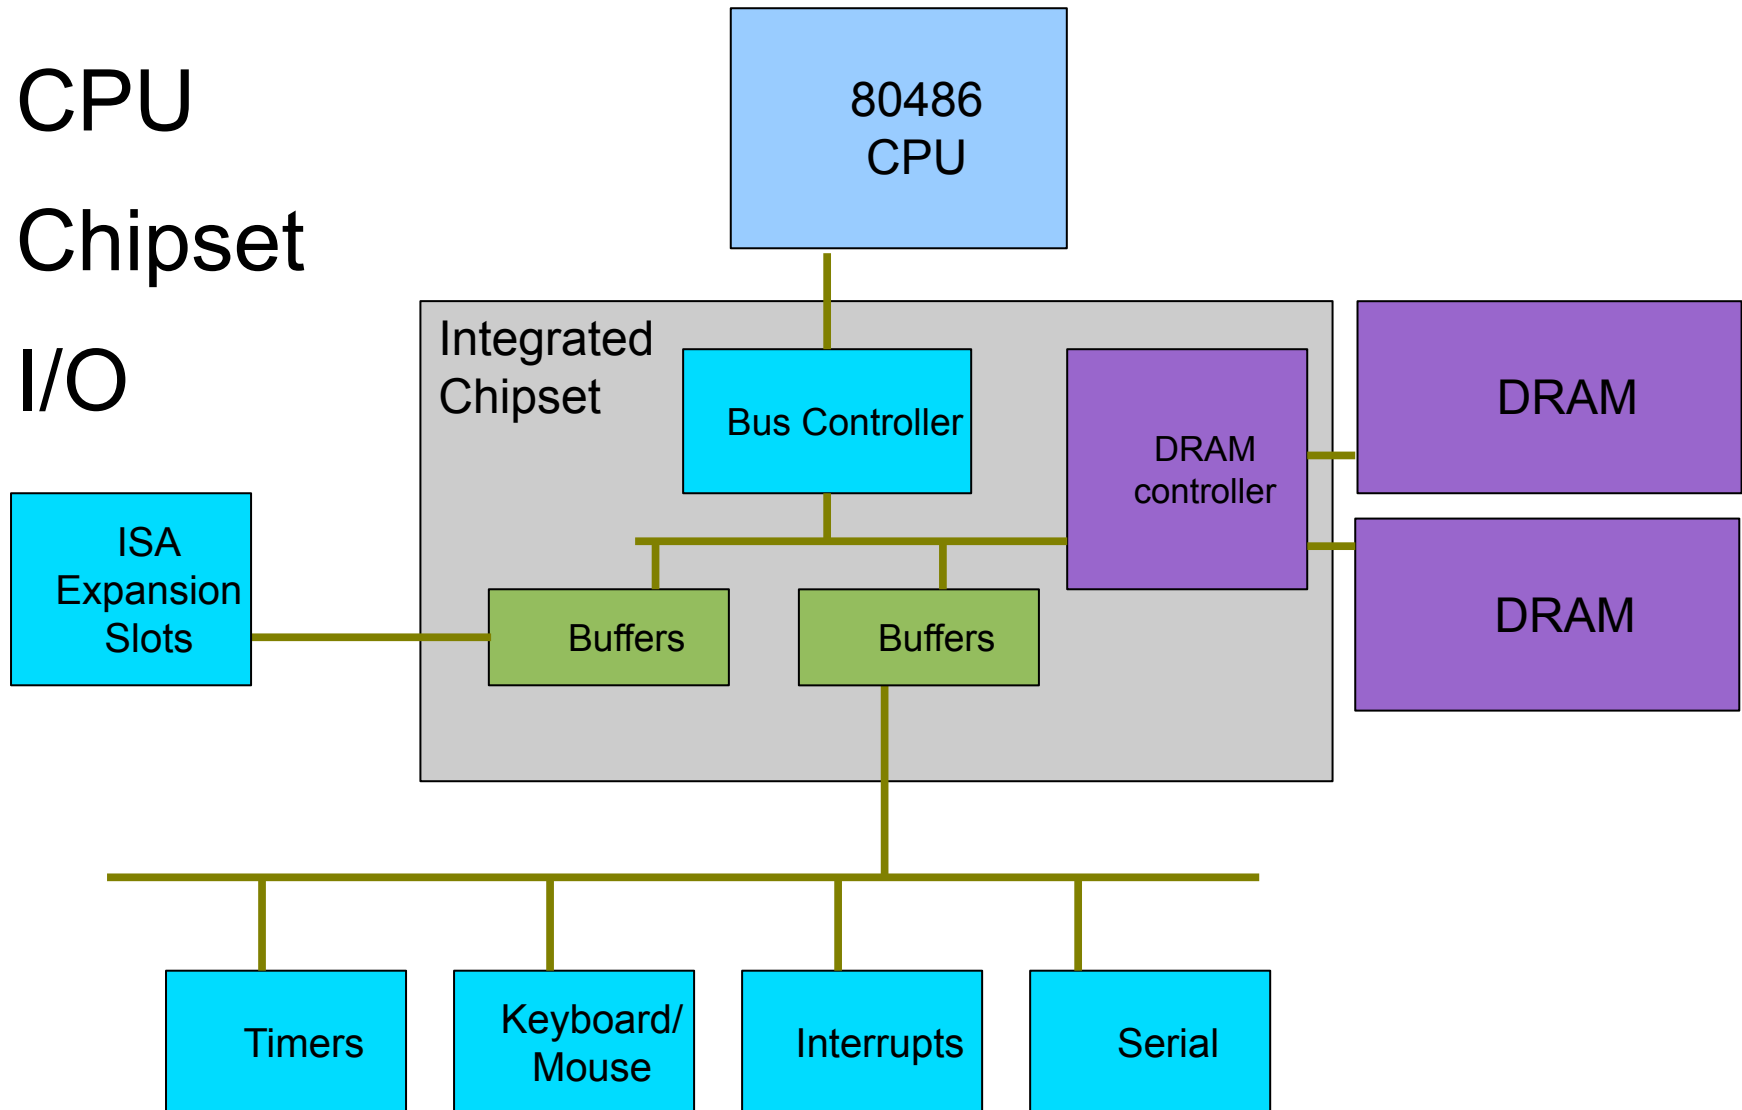 CPU
Chipset
I/O
80486
CPU
Integrated
Chipset
Bus Controller
DRAM
controller
DRAM
DRAM
ISA
Expansion
Slots
Buffers
Buffers
Timers
Keyboard/
Mouse
Interrupts
Serial